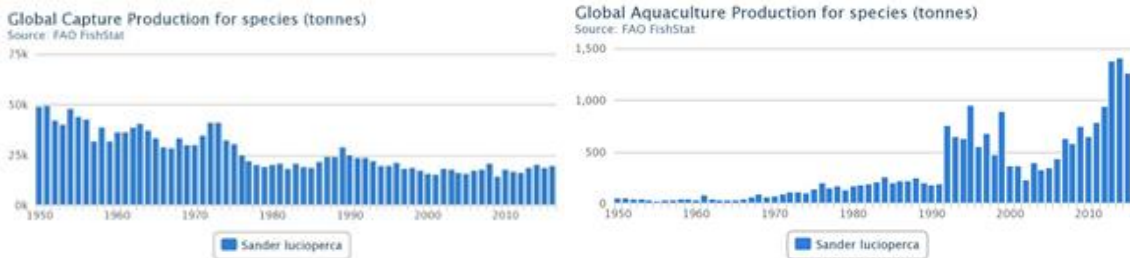 Global Capture Production for species (tonnes)
Source: FAO FishStat
75k
50k
25k
0k
1950 1960 1970 1980 1990 2000 2010
Sander lucioperca
Global Aquaculture Production for species (tonnes)
Source: FAO FishStat
1,500
1,000
500
0
1950 1960 1970 1980 1990 2000 2010
Sander lucioperca